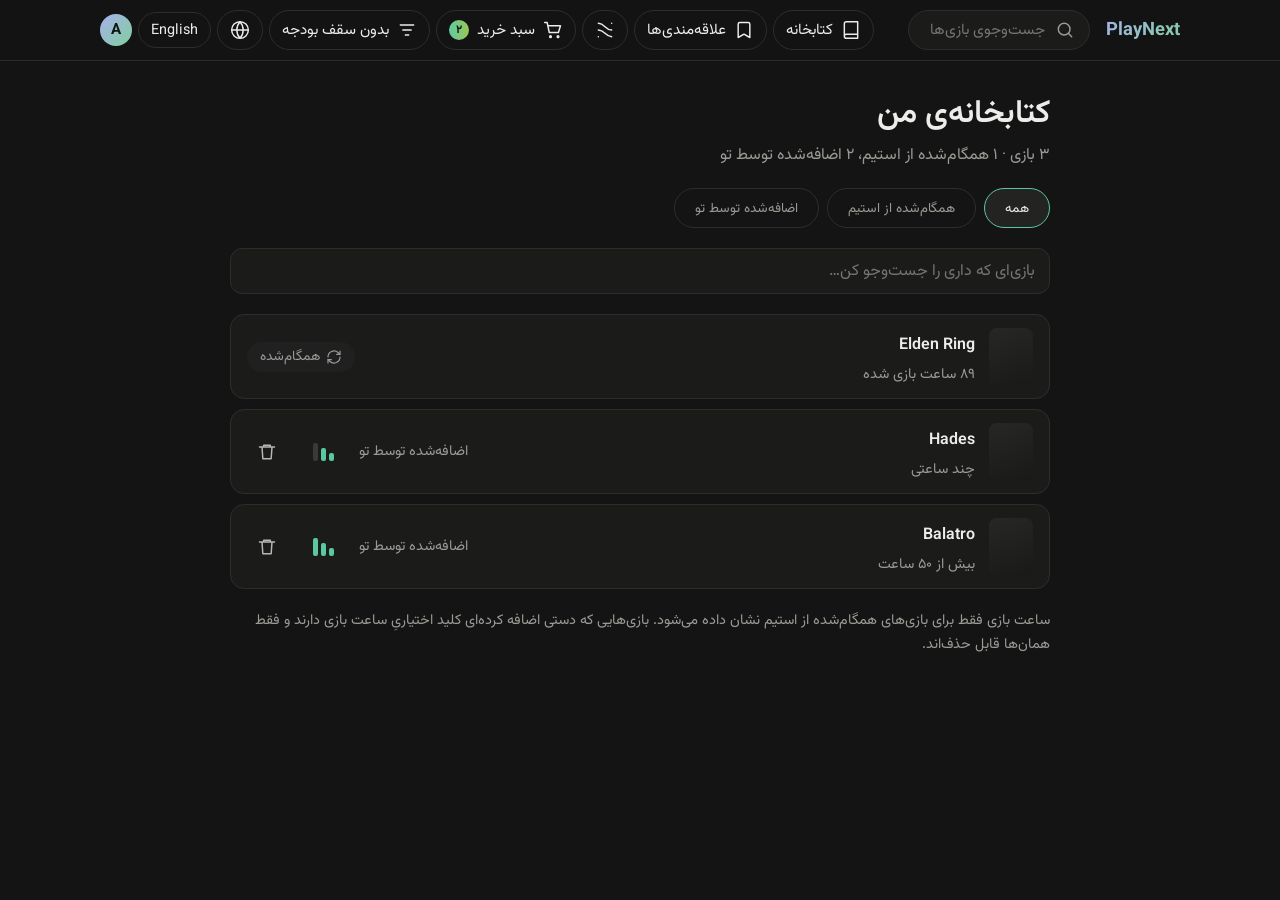 PlayNext
جست‌وجوی بازی‌ها
کتابخانه
علاقه‌مندی‌ها
سبد خرید ۲
بدون سقف بودجه
English
A
کتابخانه‌ی من
۳ بازی · ۱ همگام‌شده از استیم، ۲ اضافه‌شده توسط تو
همه
همگام‌شده از استیم
اضافه‌شده توسط تو
بازی‌ای که داری را جست‌وجو کن…
Elden Ring
۸۹ ساعت بازی شده
همگام‌شده
Hades
چند ساعتی
اضافه‌شده توسط تو
Balatro
بیش از ۵۰ ساعت
اضافه‌شده توسط تو
ساعت بازی فقط برای بازی‌های همگام‌شده از استیم نشان داده می‌شود. بازی‌هایی که دستی اضافه کرده‌ای کلید اختیاریِ ساعت بازی دارند و فقط
همان‌ها قابل حذف‌اند.